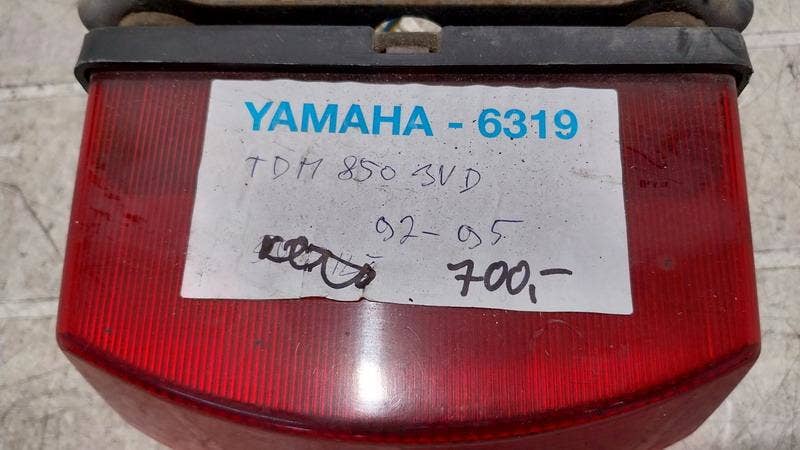 YAMAHA - 6319
TDM 850 3VD
92-95
700,-